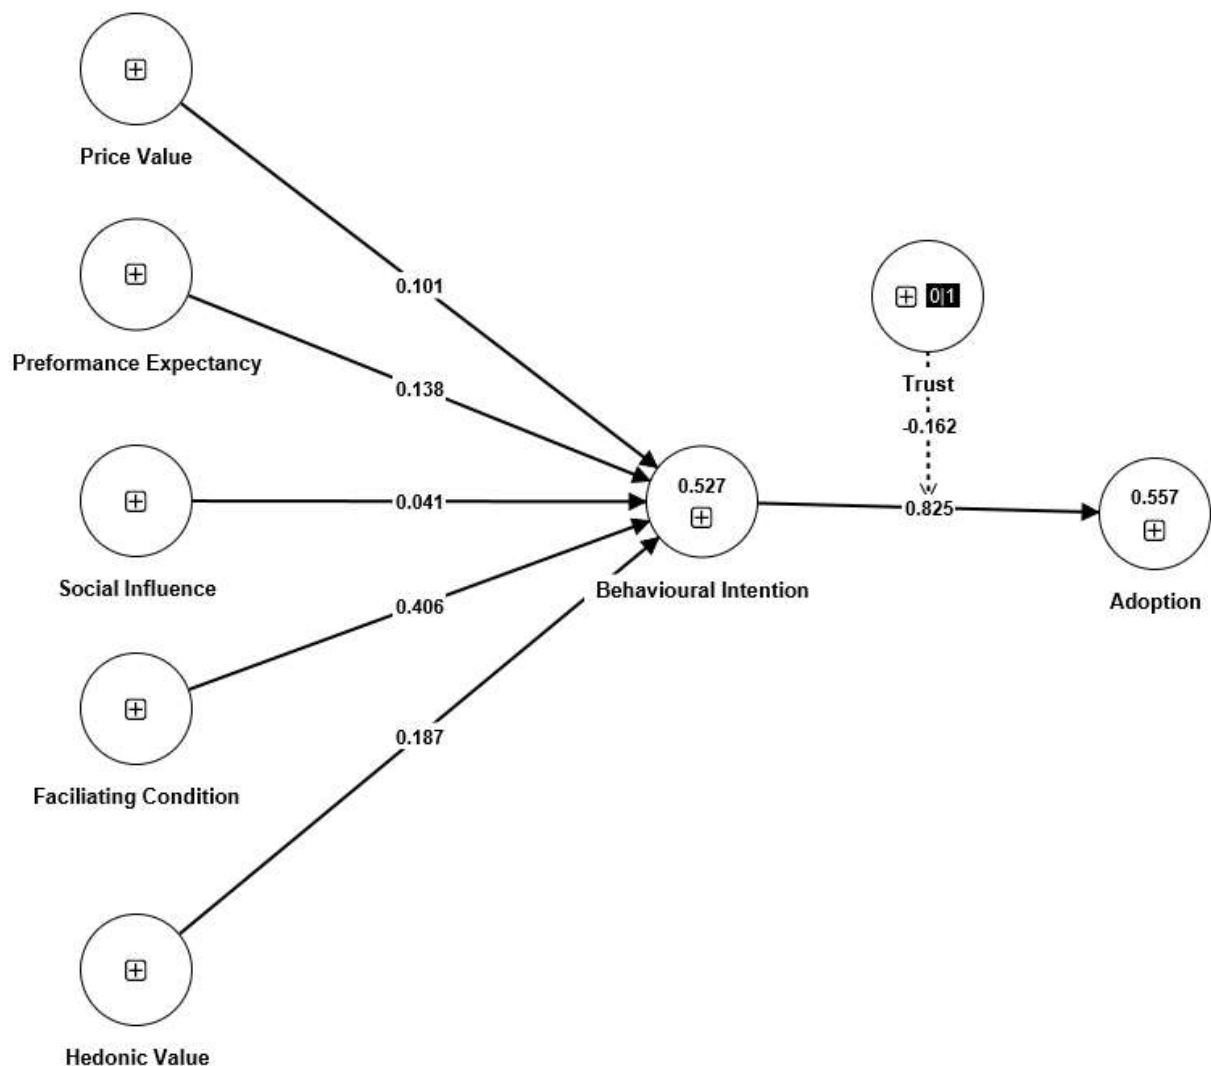 Price Value
0.101
Preformance Expectancy
0.138
0|1
Trust
-0.162
0.527
0.557
0.041
0.825
Social Influence
Behavioural Intention
Adoption
0.406
0.187
Faciliating Condition
Hedonic Value